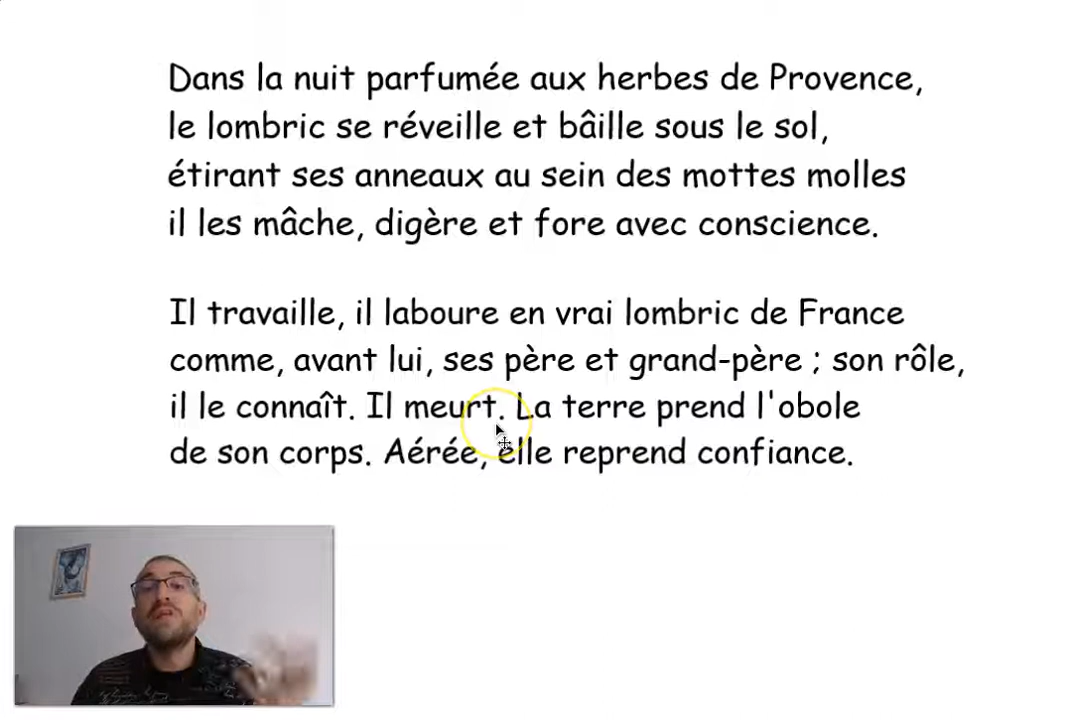 Dans la nuit parfumée aux herbes de Provence,
le lombric se réveille et bâille sous le sol,
étirant ses anneaux au sein des mottes molles
il les mâche, digère et fore avec conscience.
Il travaille, il laboure en vrai lombric de France
comme, avant lui, ses père et grand-père ; son rôle,
il le connaît. Il meurt. La terre prend l'obole
de son corps. Aérée, elle reprend confiance.